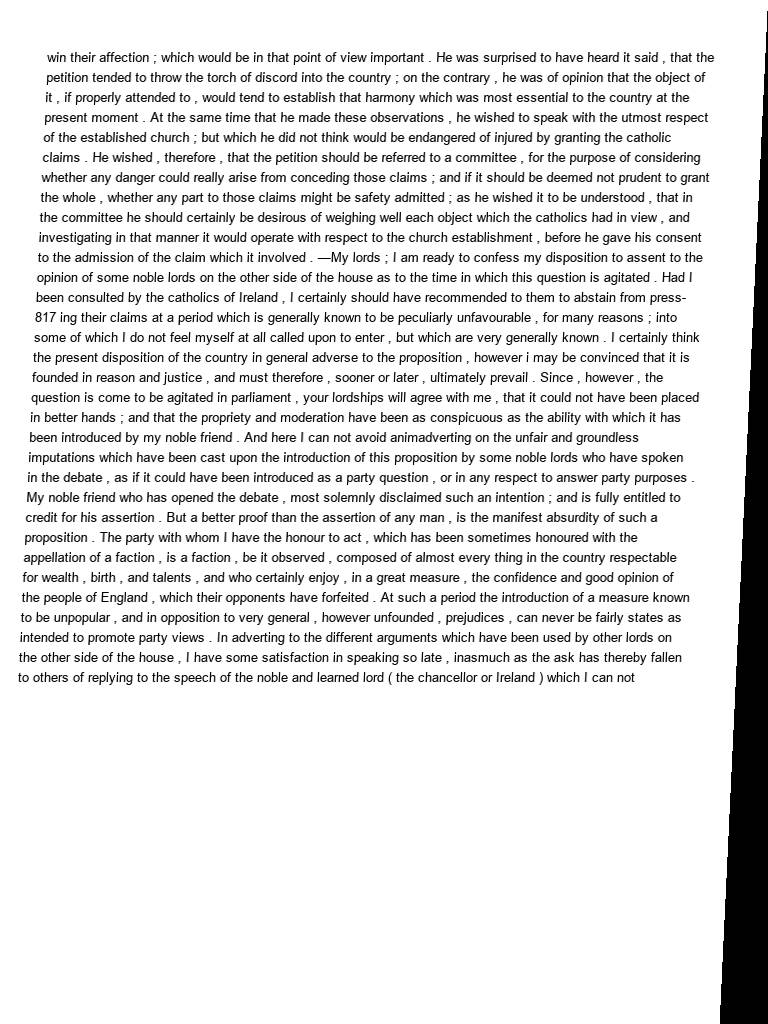 win their affection ; which would be in that point of view important . He was surprised to have heard it said , that the
petition tended to throw the torch of discord into the country ; on the contrary , he was of opinion that the object of
it , if properly attended to , would tend to establish that harmony which was most essential to the country at the
present moment . At the same time that he made these observations , he wished to speak with the utmost respect
of the established church ; but which he did not think would be endangered of injured by granting the catholic
claims . He wished , therefore , that the petition should be referred to a committee , for the purpose of considering
whether any danger could really arise from conceding those claims ; and if it should be deemed not prudent to grant
the whole , whether any part to those claims might be safety admitted ; as he wished it to be understood , that in
the committee he should certainly be desirous of weighing well each object which the catholics had in view , and
investigating in that manner it would operate with respect to the church establishment , before he gave his consent
to the admission of the claim which it involved . —My lords ; I am ready to confess my disposition to assent to the
opinion of some noble lords on the other side of the house as to the time in which this question is agitated . Had I
been consulted by the catholics of Ireland , I certainly should have recommended to them to abstain from press-
817 ing their claims at a period which is generally known to be peculiarly unfavourable , for many reasons ; into
some of which I do not feel myself at all called upon to enter , but which are very generally known . I certainly think
the present disposition of the country in general adverse to the proposition , however i may be convinced that it is
founded in reason and justice , and must therefore , sooner or later , ultimately prevail . Since , however , the
question is come to be agitated in parliament , your lordships will agree with me , that it could not have been placed
in better hands ; and that the propriety and moderation have been as conspicuous as the ability with which it has
been introduced by my noble friend . And here I can not avoid animadverting on the unfair and groundless
imputations which have been cast upon the introduction of this proposition by some noble lords who have spoken
in the debate , as if it could have been introduced as a party question , or in any respect to answer party purposes .
My noble friend who has opened the debate , most solemnly disclaimed such an intention ; and is fully entitled to
credit for his assertion . But a better proof than the assertion of any man , is the manifest absurdity of such a
proposition . The party with whom I have the honour to act , which has been sometimes honoured with the
appellation of a faction , is a faction , be it observed , composed of almost every thing in the country respectable
for wealth , birth , and talents , and who certainly enjoy , in a great measure , the confidence and good opinion of
the people of England , which their opponents have forfeited . At such a period the introduction of a measure known
to be unpopular , and in opposition to very general , however unfounded , prejudices , can never be fairly states as
intended to promote party views . In adverting to the different arguments which have been used by other lords on
the other side of the house , I have some satisfaction in speaking so late , inasmuch as the ask has thereby fallen
to others of replying to the speech of the noble and learned lord ( the chancellor or Ireland ) which I can not